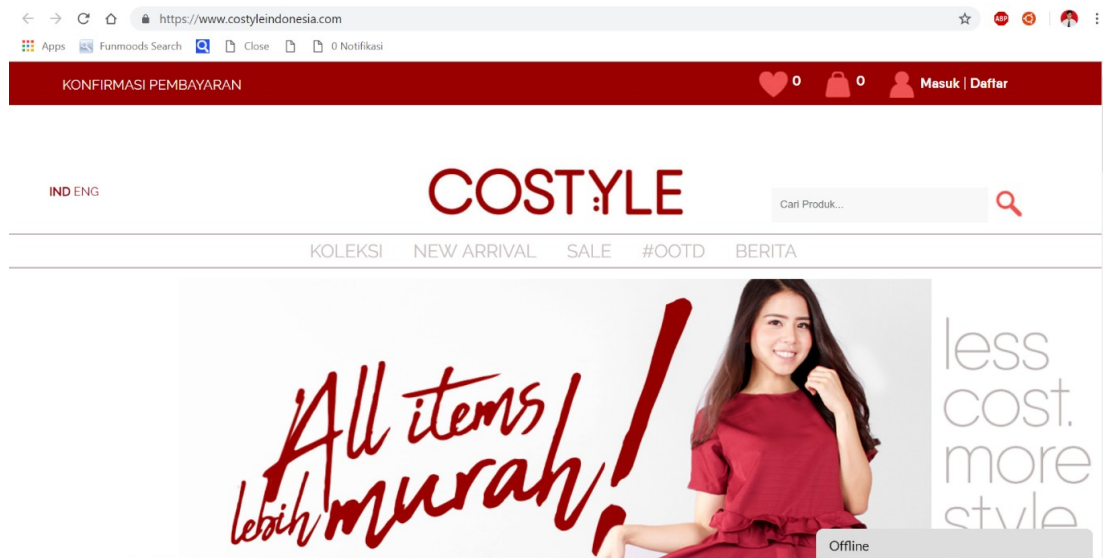 https://www.costyleindonesia.com
ABP
Apps Funmoods Search Close 0 Notifikasi
KONFIRMASI PEMBAYARAN 0 0 Masuk | Daftar
IND ENG
COSTYLE
Cari Produk...
KOLEKSI NEW ARRIVAL SALE #OOTD BERITA
All items
lebih murah!
less
cost.
more
style
Offline